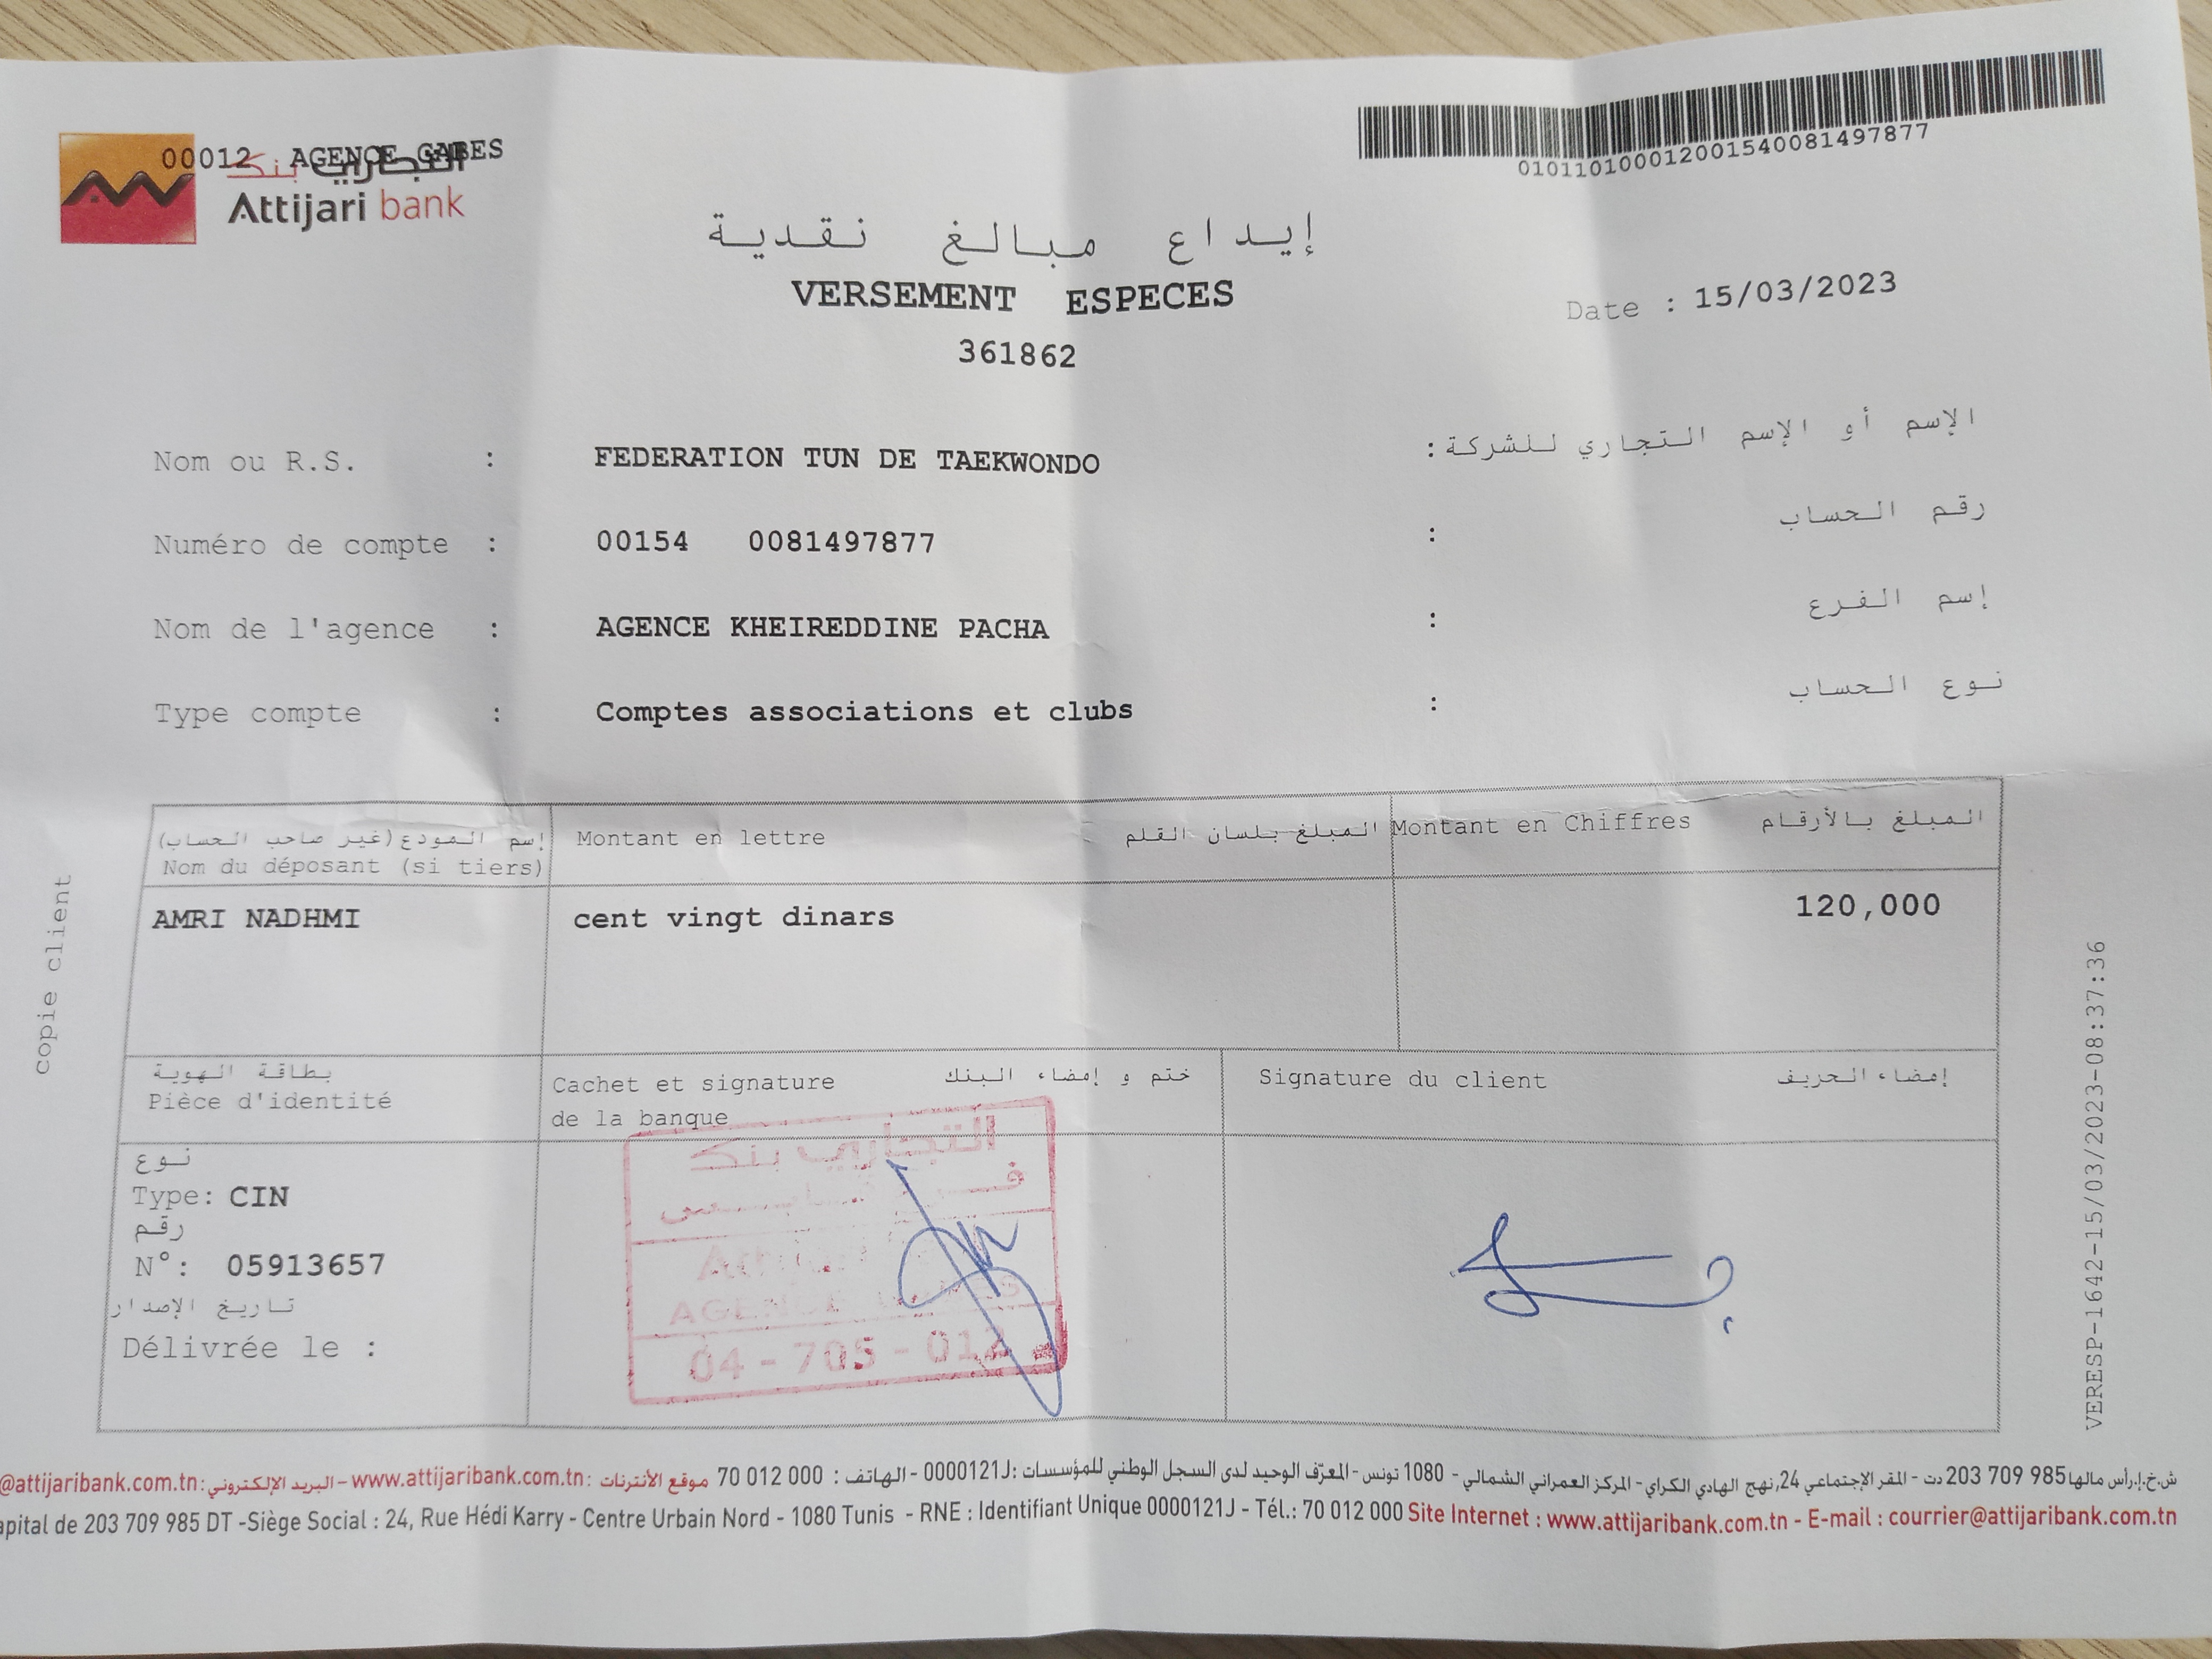 00012 AGENCE GABES
التجاري بنك
Attijari bank
010110100012001540081497877
إيداع مبالغ نقدية
VERSEMENT ESPECES
361862
Date : 15/03/2023
Nom ou R.S. : FEDERATION TUN DE TAEKWONDO الإسم أو الإسم التجاري للشركة :
Numéro de compte : 00154 0081497877 : رقم الحساب
Nom de l'agence : AGENCE KHEIREDDINE PACHA : إسم الفرع
Type compte : Comptes associations et clubs : نوع الحساب
إسم المودع (غير صاحب الحساب)
Nom du déposant (si tiers)
Montant en lettre المبلغ بلسان القلم
Montant en Chiffres المبلغ بالأرقام
AMRI NADHMI
cent vingt dinars
120,000
بطاقة الهوية
Pièce d'identité
Cachet et signature ختم و إمضاء البنك
de la banque
Signature du client إمضاء الحريف
نوع
Type: CIN
رقم
N°: 05913657
تاريخ الإصدار
Délivrée le :
التجاري بنك
04 - 705 - 012
copie client
VERESP-1642-15/03/2023-08:37:36
ش.خ.إ.رأس مالها 985 709 203 دت - المقر الإجتماعي 24, نهج الهادي الكراي - المركز العمراني الشمالي - 1080 تونس - المعرّف الوحيد لدى السجل الوطني للمؤسسات : 0000121J - الهاتف : 70 012 000 موقع الأنترنات : www.attijaribank.com.tn - البريد الإلكتروني : @attijaribank.com.tn
apital de 203 709 985 DT -Siège Social : 24, Rue Hédi Karry - Centre Urbain Nord - 1080 Tunis - RNE : Identifiant Unique 0000121J - Tél.: 70 012 000 Site Internet : www.attijaribank.com.tn - E-mail : courrier@attijaribank.com.tn